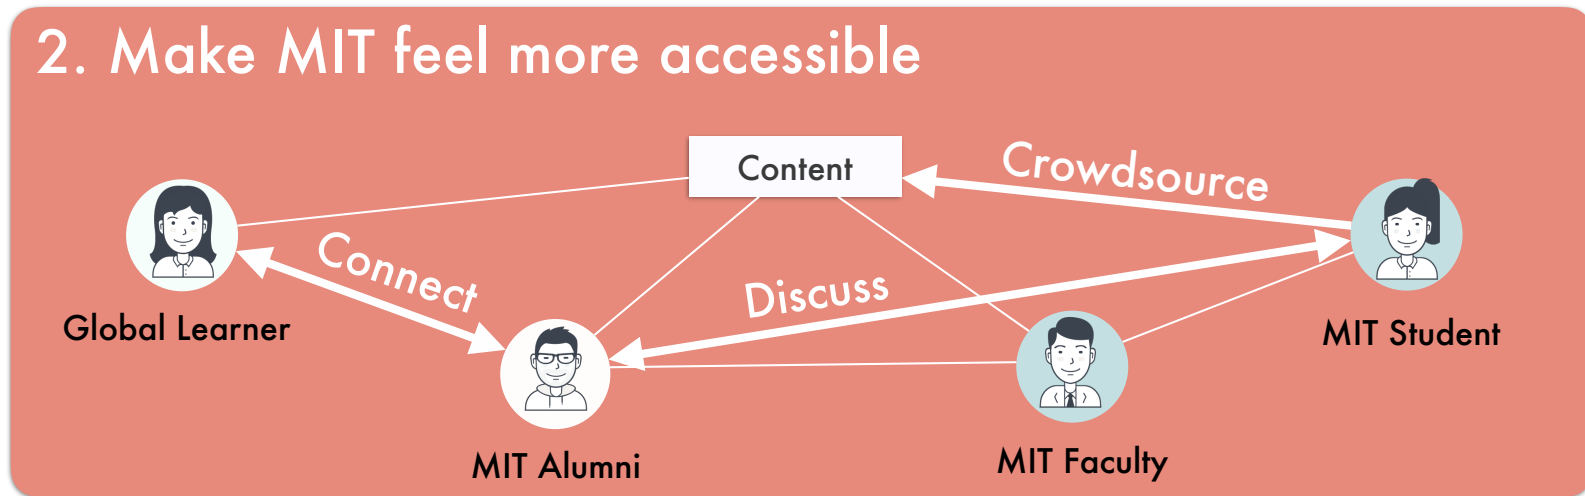 2. Make MIT feel more accessible
Content
Crowdsource
Connect
Discuss
Global Learner
MIT Student
MIT Alumni
MIT Faculty